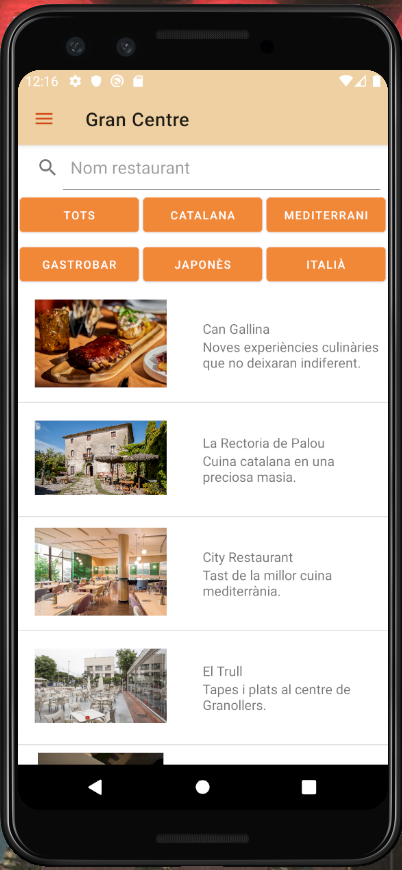 12:16
Gran Centre
Nom restaurant
TOTS
CATALANA
MEDITERRANI
GASTROBAR
JAPONÈS
ITALIÀ
Can Gallina
Noves experiències culinàries
que no deixaran indiferent.
La Rectoria de Palou
Cuina catalana en una
preciosa masia.
City Restaurant
Tast de la millor cuina
mediterrània.
El Trull
Tapes i plats al centre de
Granollers.